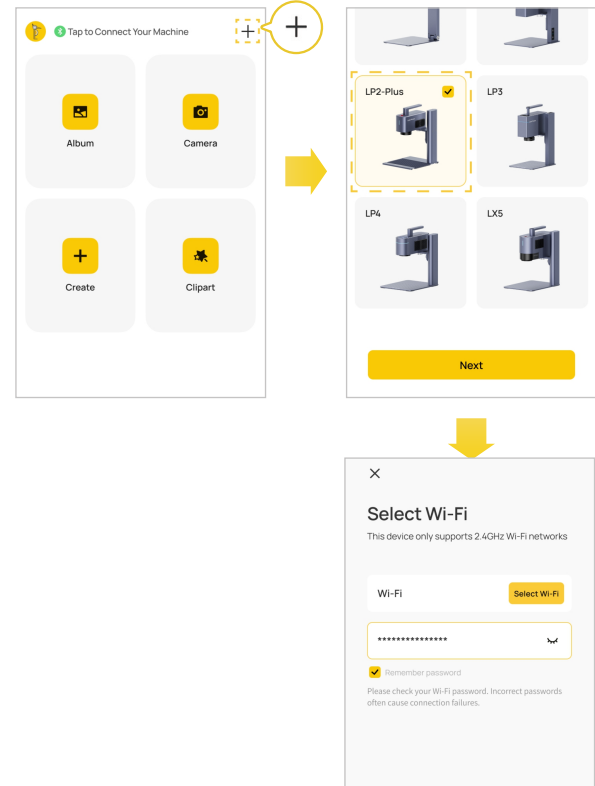 Tap to Connect Your Machine
Album
Camera
Create
Clipart
LP2-Plus
LP3
LP4
LX5
Next
Select Wi-Fi
This device only supports 2.4GHz Wi-Fi networks
Wi-Fi
Select Wi-Fi
***************
Remember password
Please check your Wi-Fi password. Incorrect passwords
often cause connection failures.